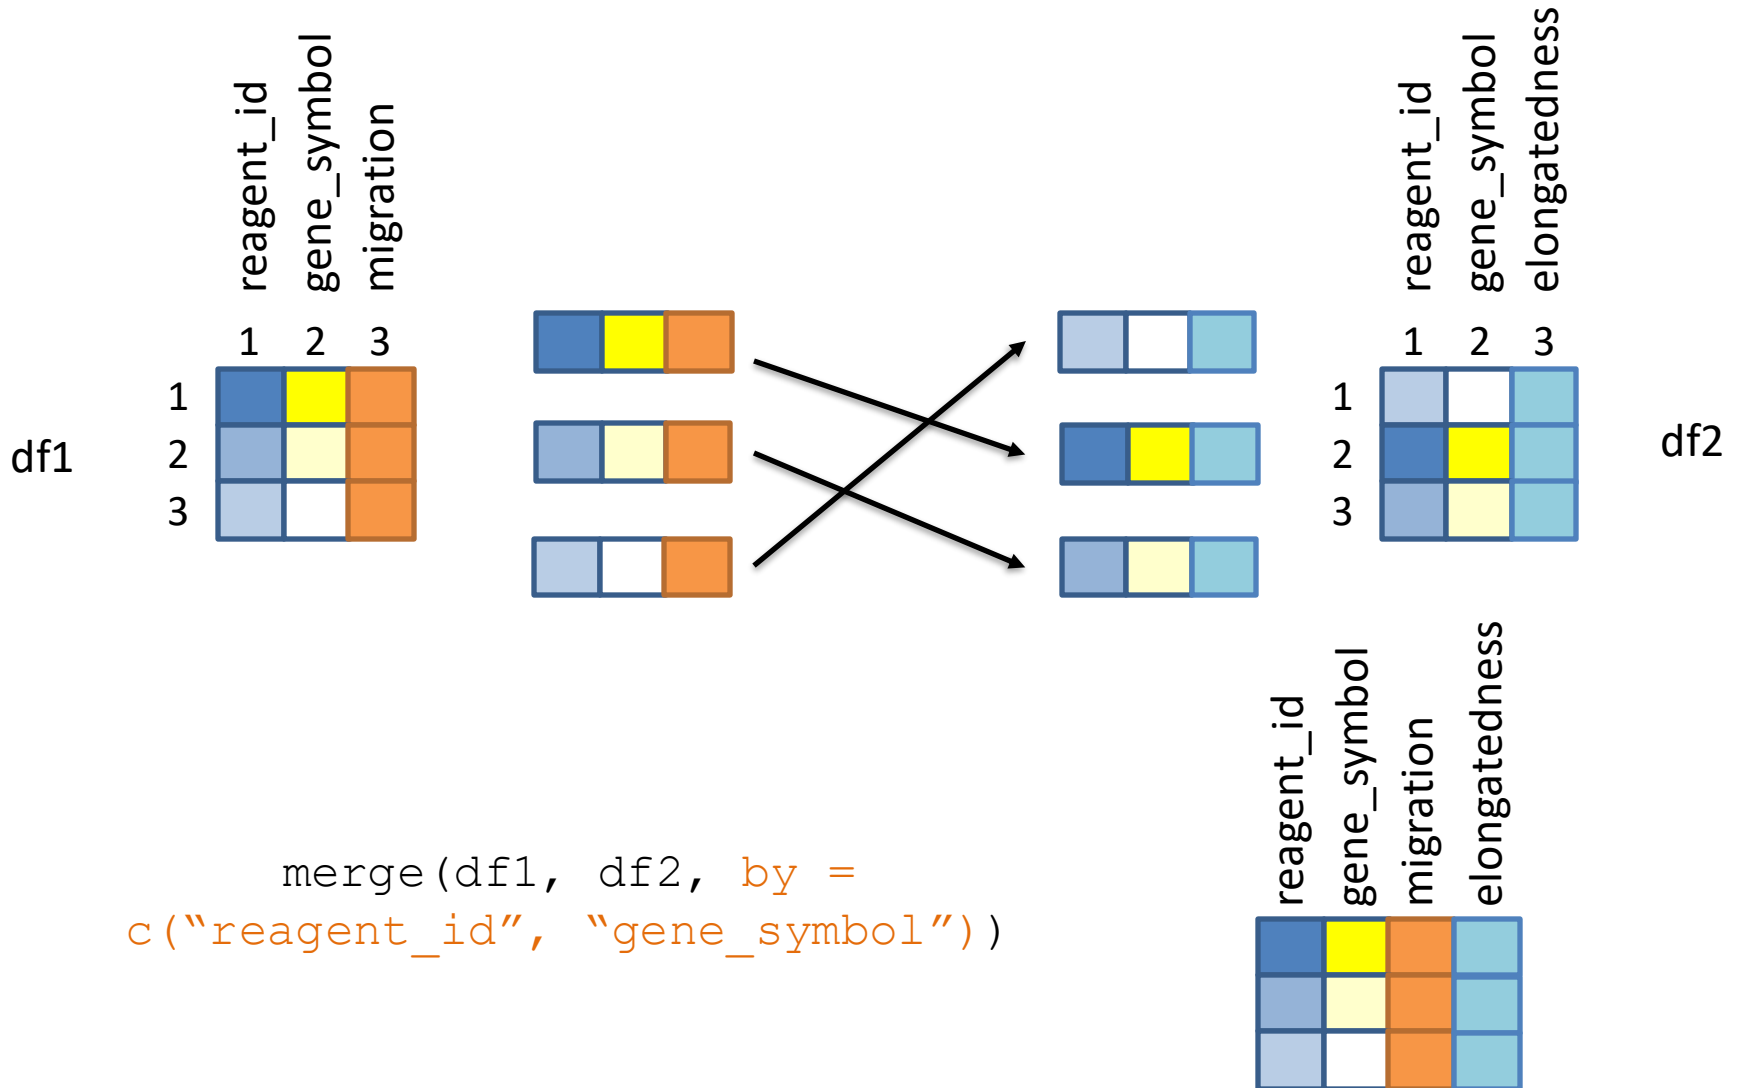 reagent_id
gene_symbol
migration
1 2 3
1
2
3
df1
reagent_id
gene_symbol
elongatedness
1 2 3
1
2
3
df2
merge(df1, df2, by =
c(“reagent_id”, “gene_symbol”))
reagent_id
gene_symbol
migration
elongatedness